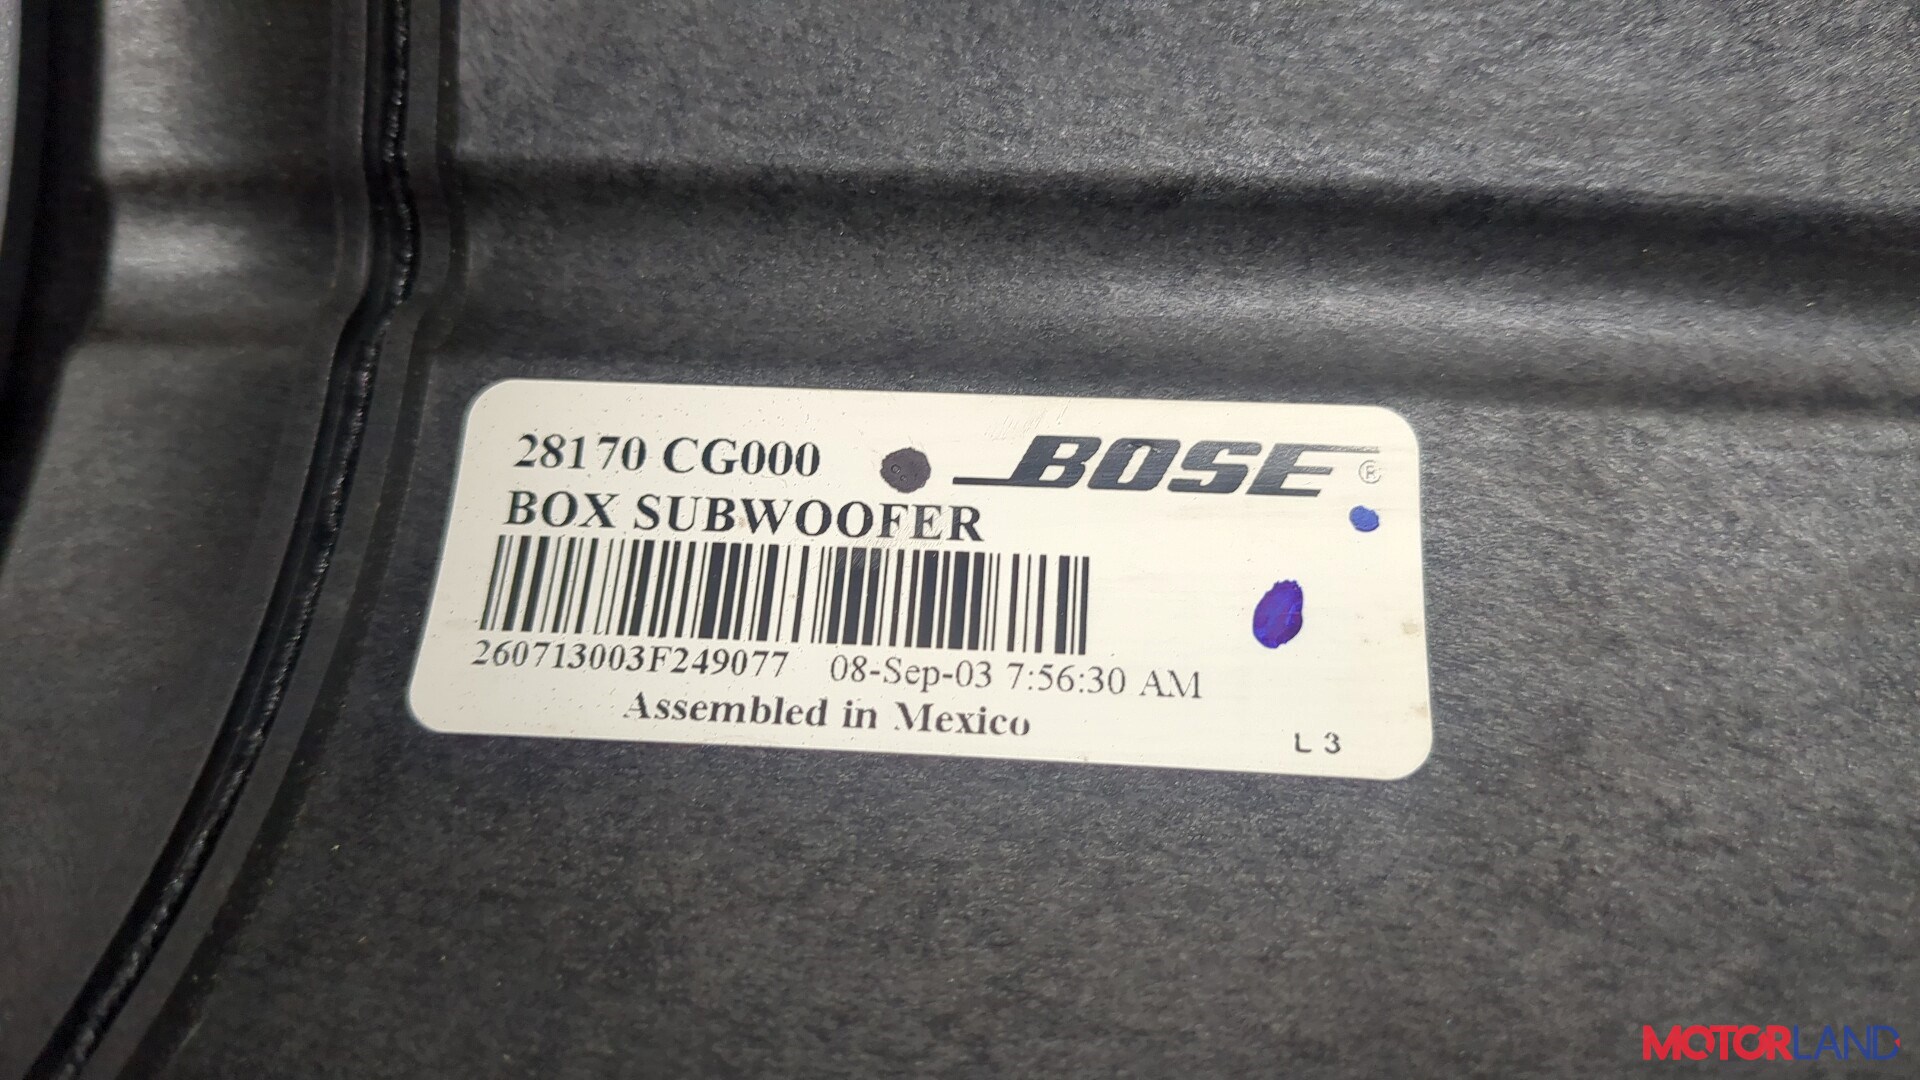 28170 CG000
BOSE®
BOX SUBWOOFER
260713003F249077 08-Sep-03 7:56:30 AM
Assembled in Mexico
L 3
MOTORLAND